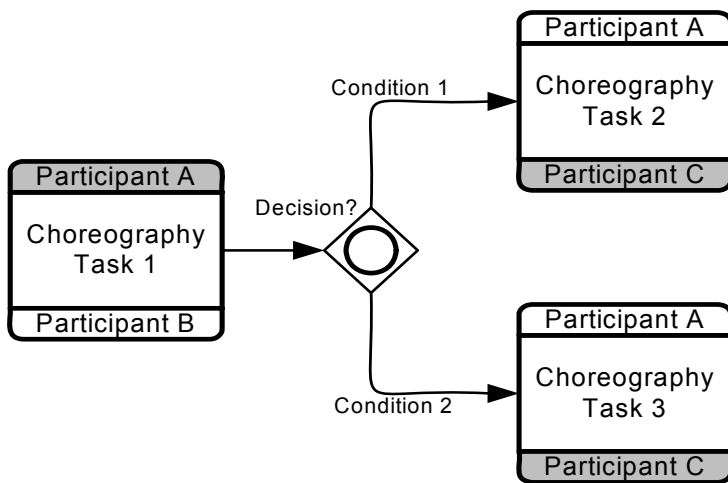 Participant A
Choreography
Task 1
Participant B
Decision?
Condition 1
Participant A
Choreography
Task 2
Participant C
Condition 2
Participant A
Choreography
Task 3
Participant C